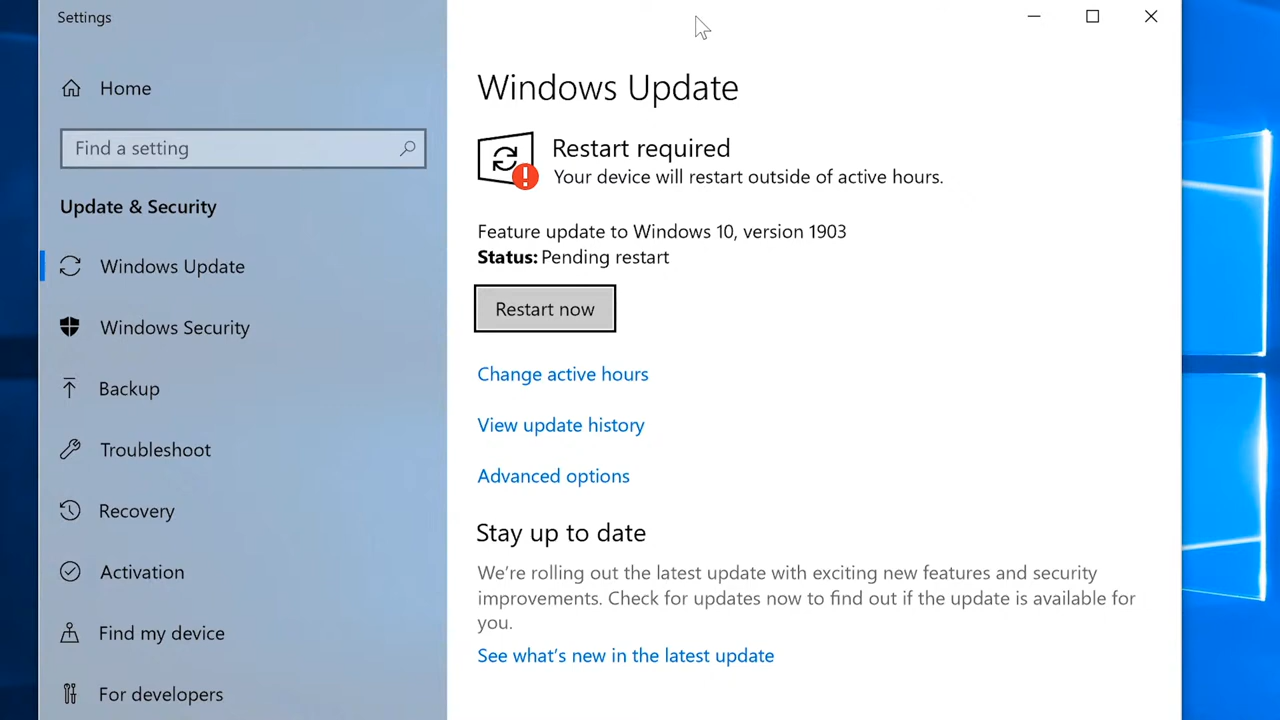 Settings
Home
Find a setting
Update & Security
Windows Update
Windows Security
Backup
Troubleshoot
Recovery
Activation
Find my device
For developers
Windows Update
Restart required
Your device will restart outside of active hours.
Feature update to Windows 10, version 1903
Status: Pending restart
Restart now
Change active hours
View update history
Advanced options
Stay up to date
We're rolling out the latest update with exciting new features and security
improvements. Check for updates now to find out if the update is available for
you.
See what's new in the latest update